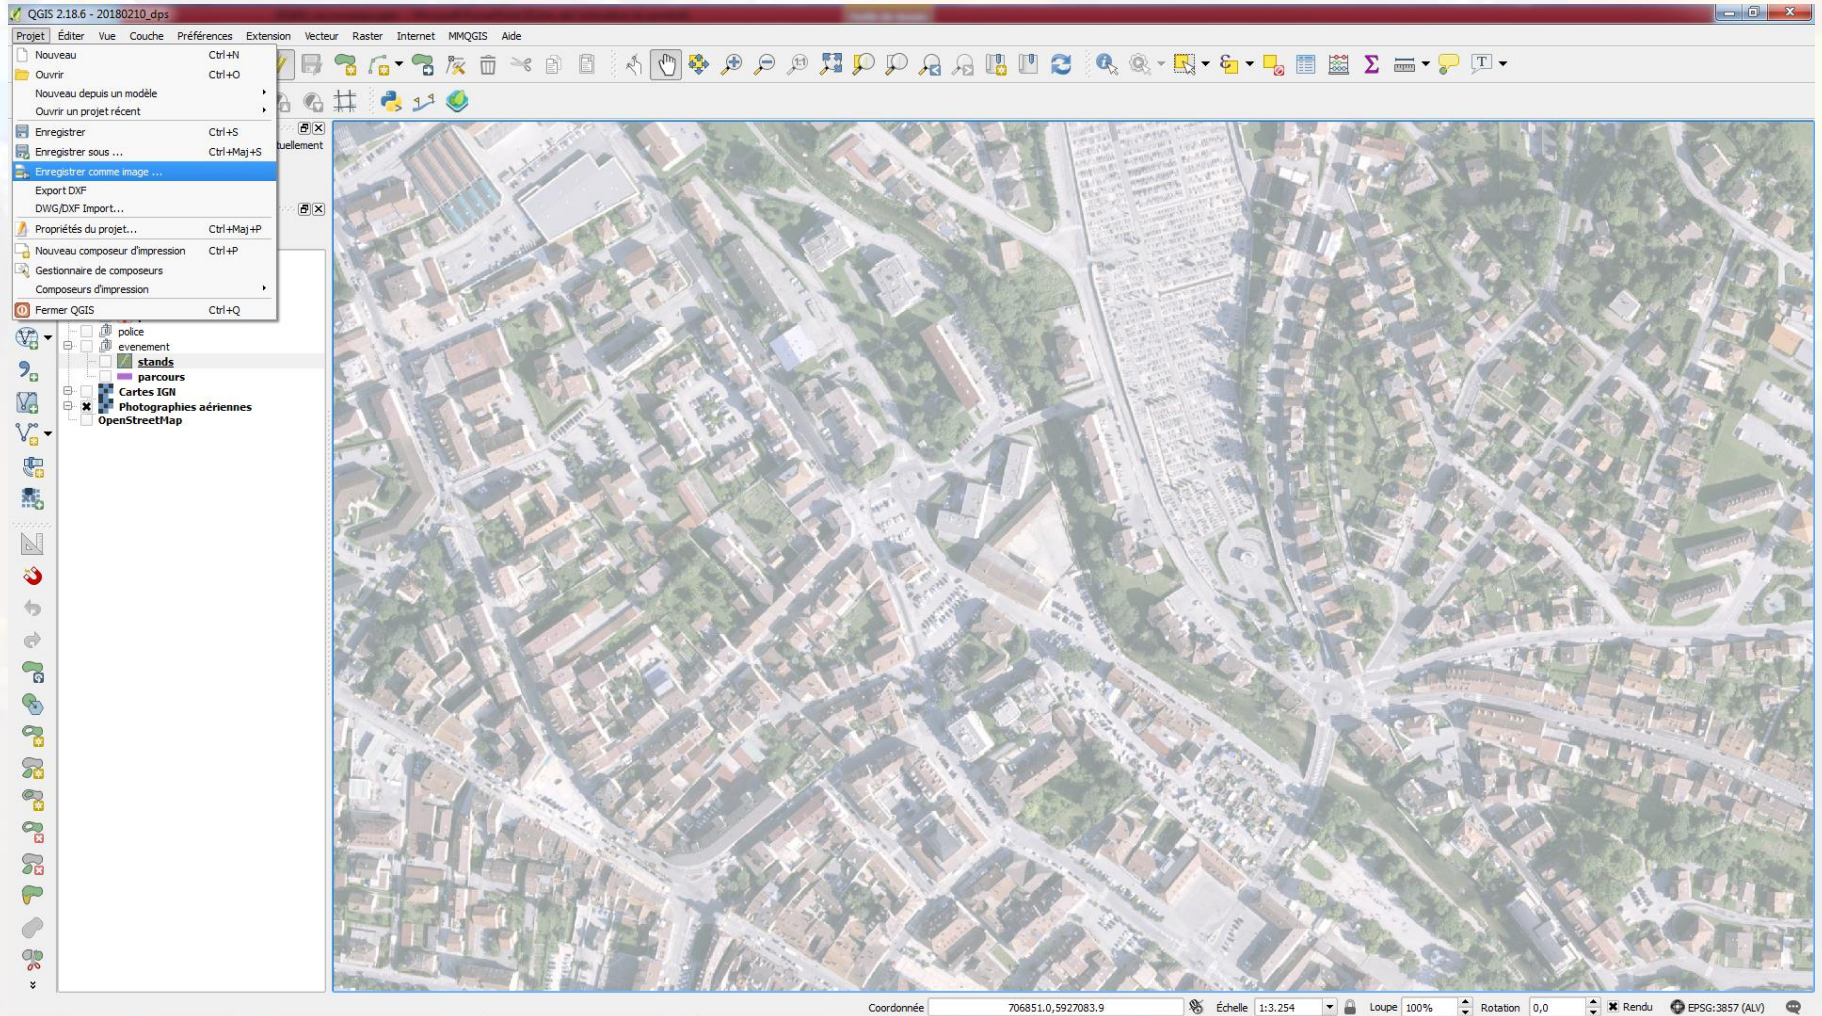 QGIS 2.18.6 - 20180210_dps
Projet Éditer Vue Couche Préférences Extension Vecteur Raster Internet MMQGIS Aide
Nouveau Ctrl+N
Ouvrir Ctrl+O
Nouveau depuis un modèle
Ouvrir un projet récent
Enregistrer Ctrl+S
Enregistrer sous ... Ctrl+Maj+S
tuellement
Enregistrer comme image ...
Export DXF
DWG/DXF Import...
Propriétés du projet... Ctrl+Maj+P
Nouveau composeur d'impression Ctrl+P
Gestionnaire de composeurs
Composeurs d'impression
Fermer QGIS Ctrl+Q
police
evenement
stands
parcours
Cartes IGN
Photographies aériennes
OpenStreetMap
Coordonnée 706851.0,5927083.9 Échelle 1:3.254 Loupe 100% Rotation 0,0 Rendu EPSG:3857 (ALV)